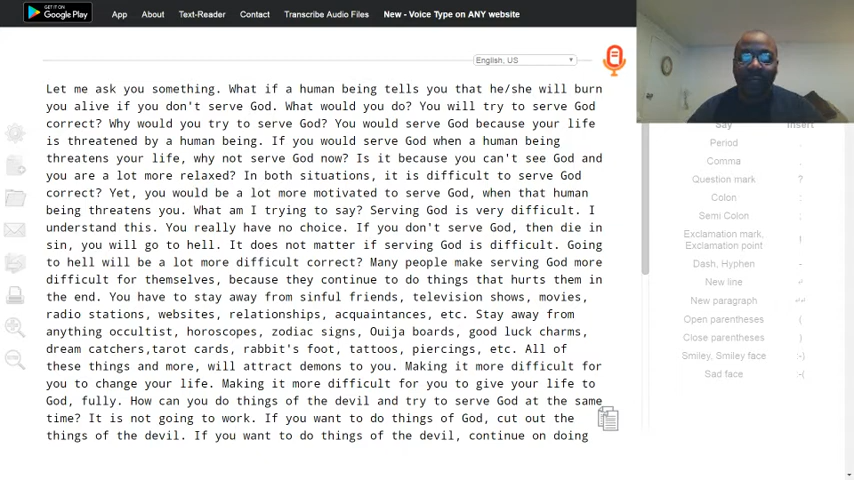 GET IT ON
Google Play
App About Text-Reader Contact Transcribe Audio Files New - Voice Type on ANY website
English, US
Let me ask you something. What if a human being tells you that he/she will burn
you alive if you don't serve God. What would you do? You will try to serve God
correct? Why would you try to serve God? You would serve God because your life
is threatened by a human being. If you would serve God when a human being
threatens your life, why not serve God now? Is it because you can't see God and
you are a lot more relaxed? In both situations, it is difficult to serve God
correct? Yet, you would be a lot more motivated to serve God, when that human
being threatens you. What am I trying to say? Serving God is very difficult. I
understand this. You really have no choice. If you don't serve God, then die in
sin, you will go to hell. It does not matter if serving God is difficult. Going
to hell will be a lot more difficult correct? Many people make serving God more
difficult for themselves, because they continue to do things that hurts them in
the end. You have to stay away from sinful friends, television shows, movies,
radio stations, websites, relationships, acquaintances, etc. Stay away from
anything occultist, horoscopes, zodiac signs, Ouija boards, good luck charms,
dream catchers,tarot cards, rabbit's foot, tattoos, piercings, etc. All of
these things and more, will attract demons to you. Making it more difficult for
you to change your life. Making it more difficult for you to give your life to
God, fully. How can you do things of the devil and try to serve God at the same
time? It is not going to work. If you want to do things of God, cut out the
things of the devil. If you want to do things of the devil, continue on doing
Say Insert
Period .
Comma ,
Question mark ?
Colon :
Semi Colon ;
Exclamation mark,
Exclamation point !
Dash, Hyphen -
New line
New paragraph
Open parentheses (
Close parentheses )
Smiley, Smiley face :-)
Sad face :-(